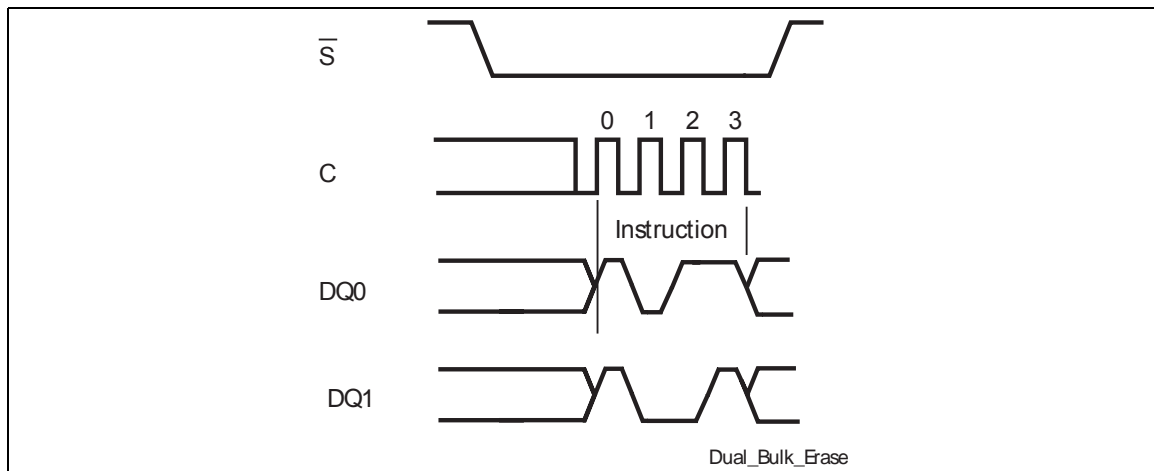 S̅
0 1 2 3
C
Instruction
DQ0
DQ1
Dual_Bulk_Erase